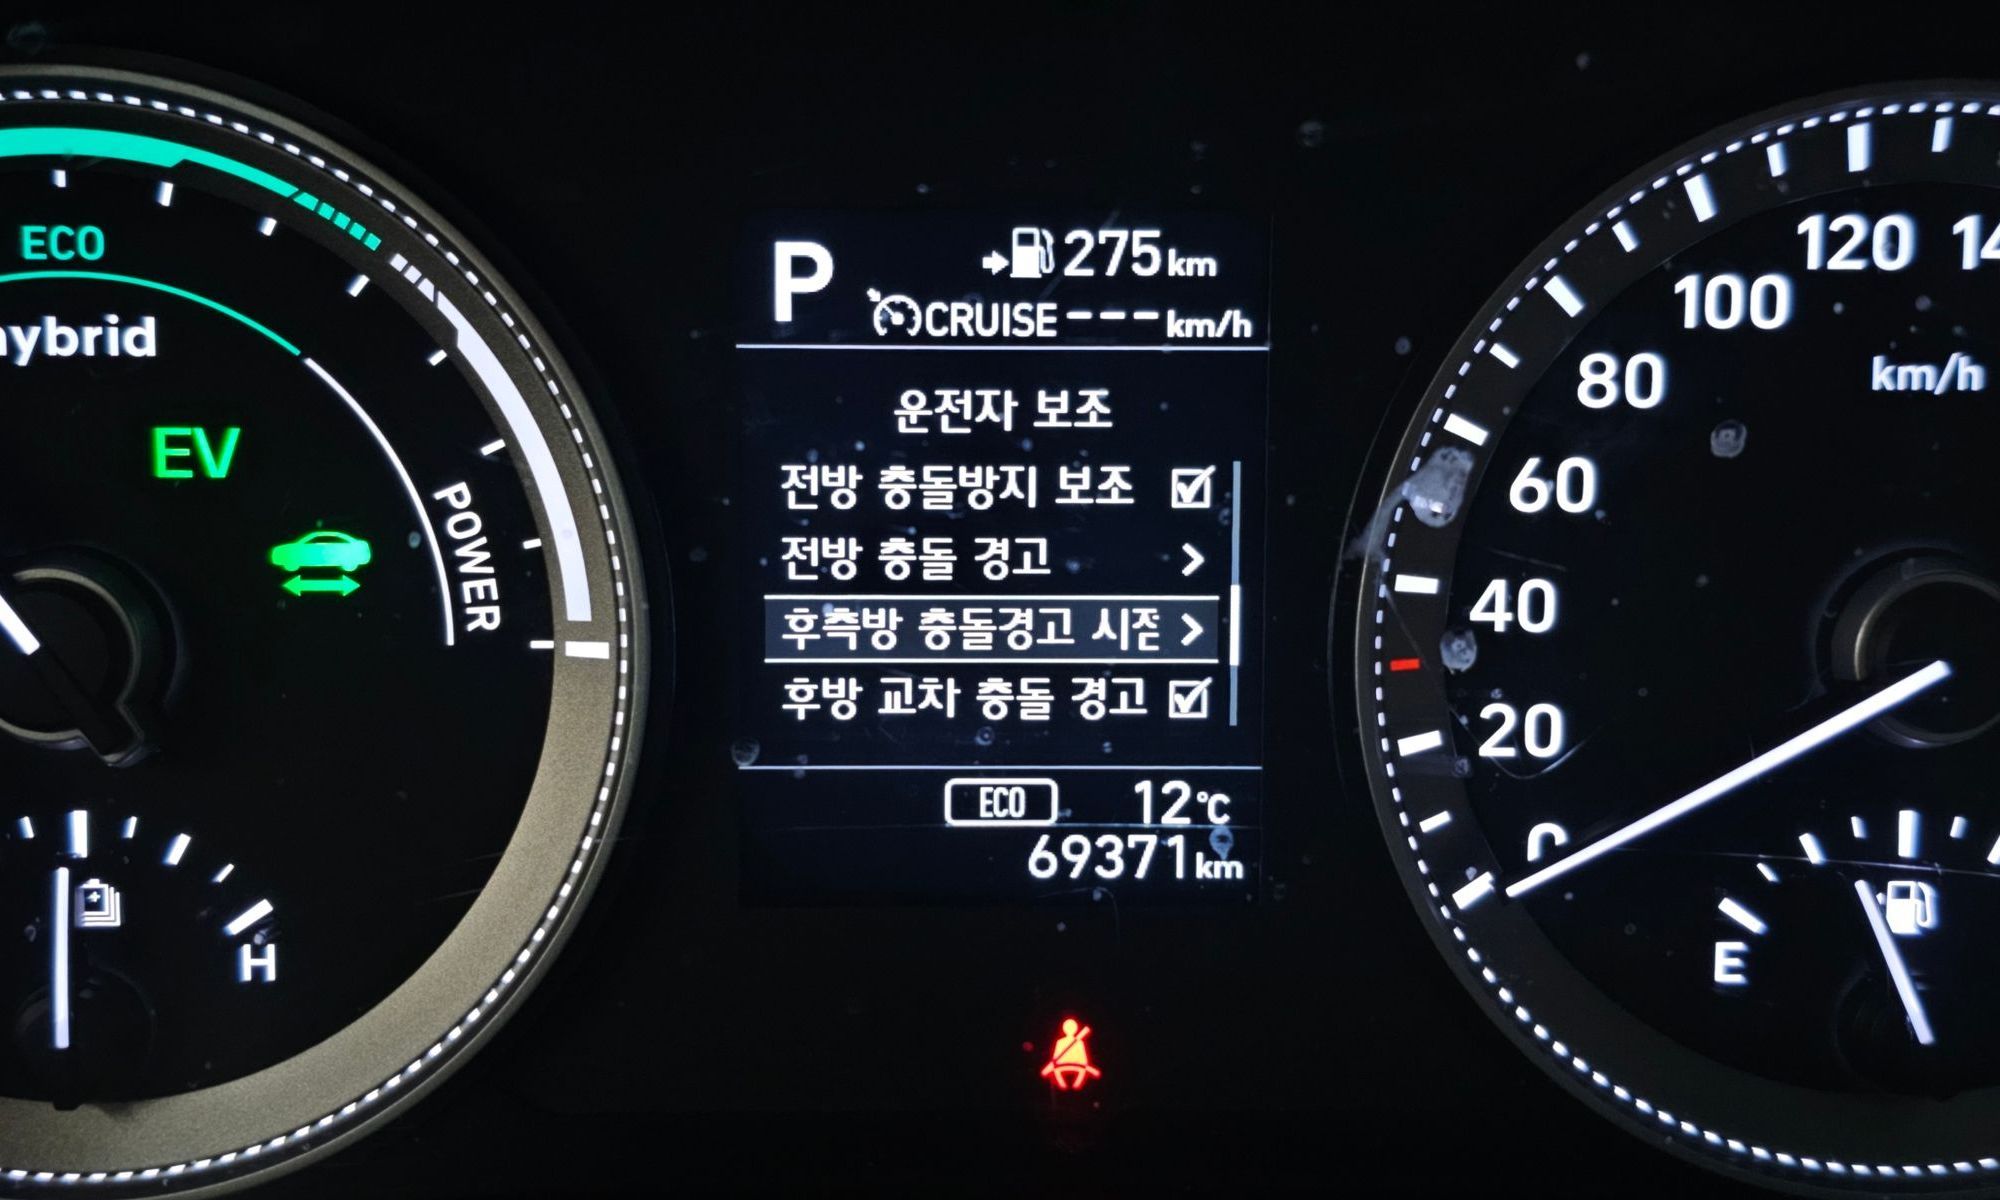 ECO
hybrid
EV
POWER
H
P
275km
CRUISE---km/h
운전자 보조
전방 충돌방지 보조
전방 충돌 경고
후측방 충돌경고 시점
후방 교차 충돌 경고
ECO 12°C
69371km
120
100
km/h
80
60
40
20
0
E